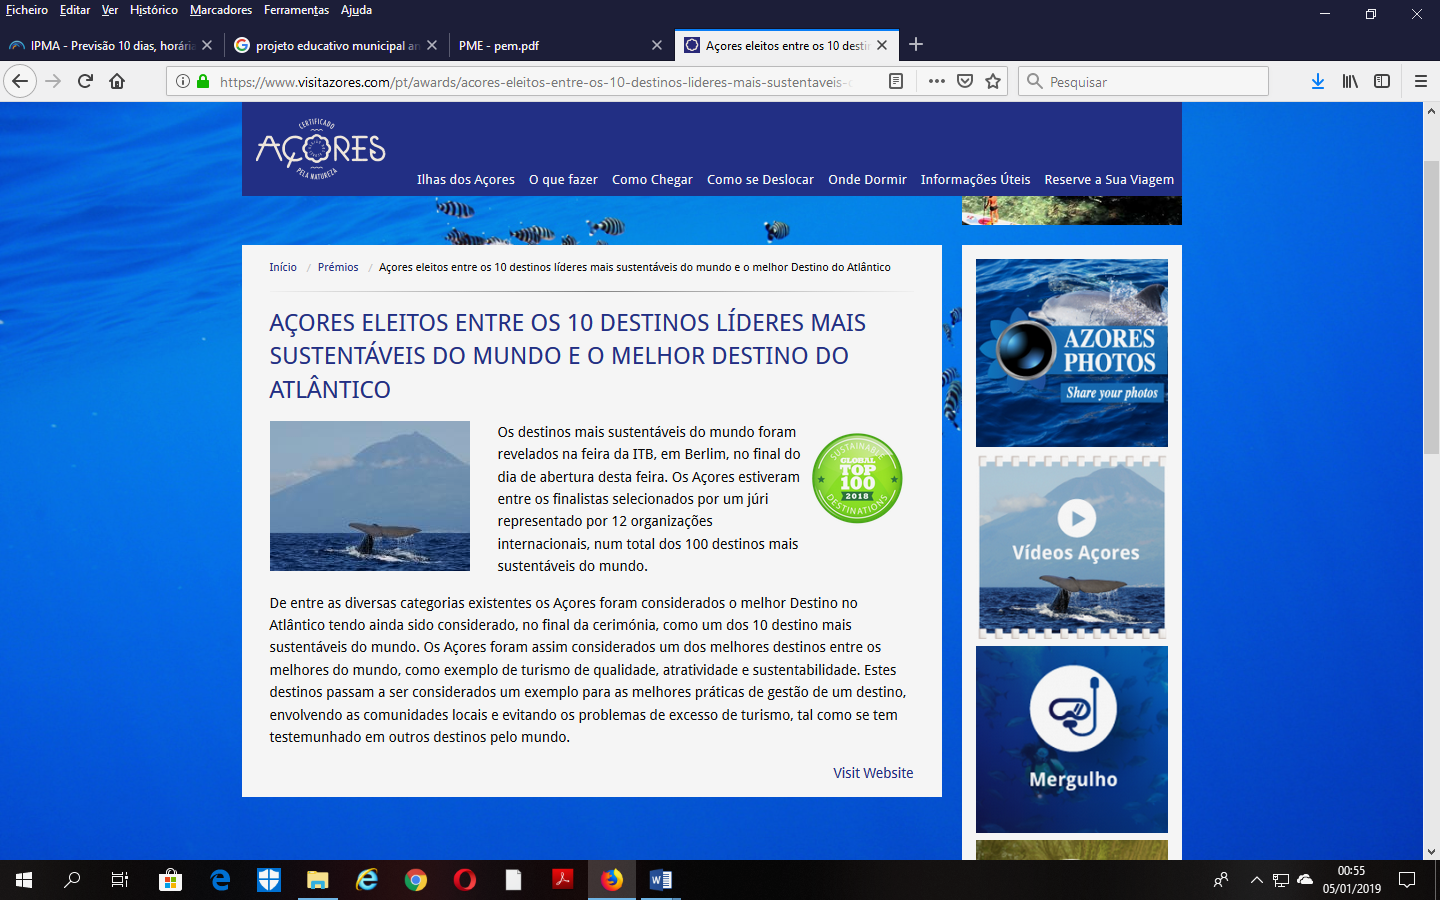 Ficheiro Editar Ver Histórico Marcadores Ferramentas Ajuda
IPMA - Previsão 10 dias, horári
projeto educativo municipal an
PME - pem.pdf
Açores eleitos entre os 10 desti
https://www.visitazores.com/pt/awards/acores-eleitos-entre-os-10-destinos-lideres-mais-sustentaveis-d
Pesquisar
CERTIFICADO
AÇORES
PELA NATUREZA
Ilhas dos Açores O que fazer Como Chegar Como se Deslocar Onde Dormir Informações Úteis Reserve a Sua Viagem
Início / Prémios / Açores eleitos entre os 10 destinos líderes mais sustentáveis do mundo e o melhor Destino do Atlântico
AÇORES ELEITOS ENTRE OS 10 DESTINOS LÍDERES MAIS
SUSTENTÁVEIS DO MUNDO E O MELHOR DESTINO DO
ATLÂNTICO
Os destinos mais sustentáveis do mundo foram
revelados na feira da ITB, em Berlim, no final do
dia de abertura desta feira. Os Açores estiveram
entre os finalistas selecionados por um júri
representado por 12 organizações
internacionais, num total dos 100 destinos mais
sustentáveis do mundo.
SUSTAINABLE
GLOBAL
TOP
100
2018
DESTINATIONS
De entre as diversas categorias existentes os Açores foram considerados o melhor Destino no
Atlântico tendo ainda sido considerado, no final da cerimónia, como um dos 10 destino mais
sustentáveis do mundo. Os Açores foram assim considerados um dos melhores destinos entre os
melhores do mundo, como exemplo de turismo de qualidade, atratividade e sustentabilidade. Estes
destinos passam a ser considerados um exemplo para as melhores práticas de gestão de um destino,
envolvendo as comunidades locais e evitando os problemas de excesso de turismo, tal como se tem
testemunhado em outros destinos pelo mundo.
Visit Website
AZORES
PHOTOS
Share your photos
Vídeos Açores
Mergulho
00:55
05/01/2019